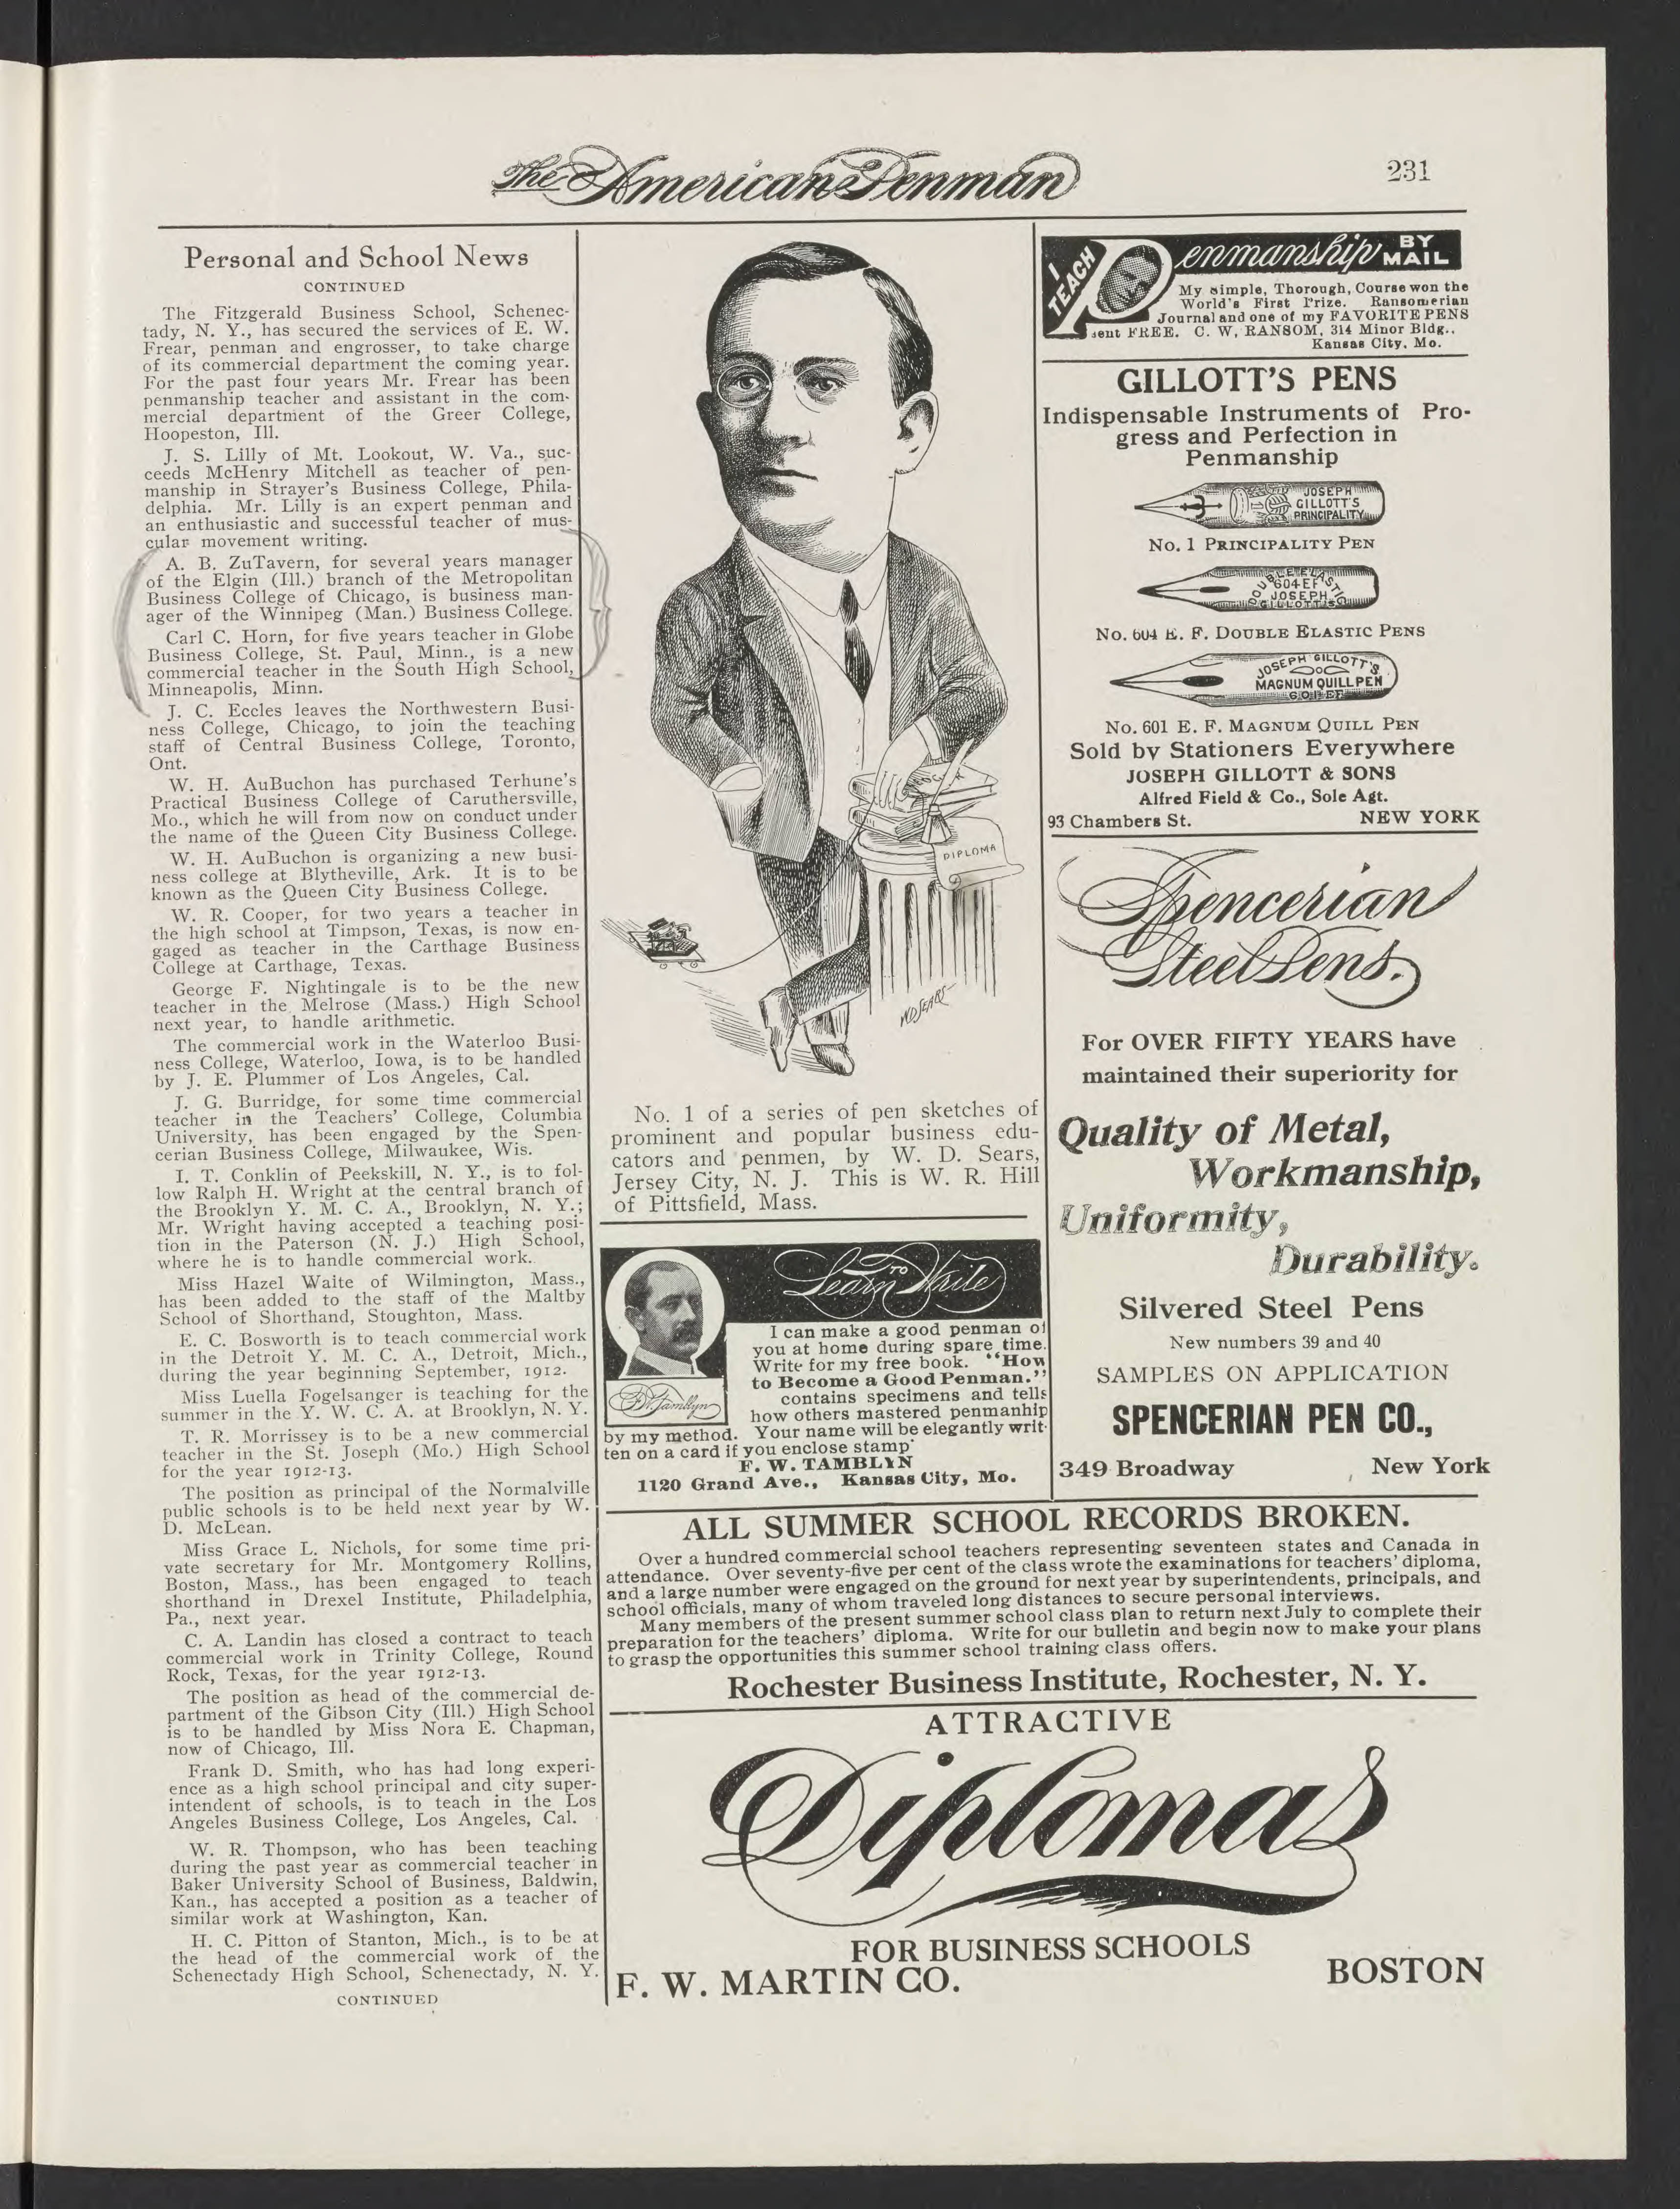 The American Penman
231
Personal and School News
CONTINUED
The Fitzgerald Business School, Schenec-
tady, N. Y., has secured the services of E. W.
Frear, penman and engrosser, to take charge
of its commercial department the coming year.
For the past four years Mr. Frear has been
penmanship teacher and assistant in the com-
mercial department of the Greer College,
Hoopeston, Ill.
J. S. Lilly of Mt. Lookout, W. Va., suc-
ceeds McHenry Mitchell as teacher of pen-
manship in Strayer's Business College, Phila-
delphia. Mr. Lilly is an expert penman and
an enthusiastic and successful teacher of mus-
cular movement writing.
A. B. ZuTavern, for several years manager
of the Elgin (Ill.) branch of the Metropolitan
Business College of Chicago, is business man-
ager of the Winnipeg (Man.) Business College.
Carl C. Horn, for five years teacher in Globe
Business College, St. Paul, Minn., is a new
commercial teacher in the South High School,
Minneapolis, Minn.
J. C. Eccles leaves the Northwestern Busi-
ness College, Chicago, to join the teaching
staff of Central Business College, Toronto,
Ont.
W. H. AuBuchon has purchased Terhune's
Practical Business College of Caruthersville,
Mo., which he will from now on conduct under
the name of the Queen City Business College.
W. H. AuBuchon is organizing a new busi-
ness college at Blytheville, Ark. It is to be
known as the Queen City Business College.
W. R. Cooper, for two years a teacher in
the high school at Timpson, Texas, is now en-
gaged as teacher in the Carthage Business
College at Carthage, Texas.
George F. Nightingale is to be the new
teacher in the Melrose (Mass.) High School
next year, to handle arithmetic.
The commercial work in the Waterloo Busi-
ness College, Waterloo, Iowa, is to be handled
by J. E. Plummer of Los Angeles, Cal.
J. G. Burridge, for some time commercial
teacher in the Teachers' College, Columbia
University, has been engaged by the Spen-
cerian Business College, Milwaukee, Wis.
I. T. Conklin of Peekskill, N. Y., is to fol-
low Ralph H. Wright at the central branch of
the Brooklyn Y. M. C. A., Brooklyn, N. Y.;
Mr. Wright having accepted a teaching posi-
tion in the Paterson (N. J.) High School,
where he is to handle commercial work.
Miss Hazel Waite of Wilmington, Mass.,
has been added to the staff of the Maltby
School of Shorthand, Stoughton, Mass.
E. C. Bosworth is to teach commercial work
in the Detroit Y. M. C. A., Detroit, Mich.,
during the year beginning September, 1912.
Miss Luella Fogelsanger is teaching for the
summer in the Y. W. C. A. at Brooklyn, N. Y.
T. R. Morrissey is to be a new commercial
teacher in the St. Joseph (Mo.) High School
for the year 1912-13.
The position as principal of the Normalville
public schools is to be held next year by W.
D. McLean.
Miss Grace L. Nichols, for some time pri-
vate secretary for Mr. Montgomery Rollins,
Boston, Mass., has been engaged to teach
shorthand in Drexel Institute, Philadelphia,
Pa., next year.
C. A. Landin has closed a contract to teach
commercial work in Trinity College, Round
Rock, Texas, for the year 1912-13.
The position as head of the commercial de-
partment of the Gibson City (Ill.) High School
is to be handled by Miss Nora E. Chapman,
now of Chicago, Ill.
Frank D. Smith, who has had long experi-
ence as a high school principal and city super-
intendent of schools, is to teach in the Los
Angeles Business College, Los Angeles, Cal.
W. R. Thompson, who has been teaching
during the past year as commercial teacher in
Baker University School of Business, Baldwin,
Kan., has accepted a position as a teacher of
similar work at Washington, Kan.
H. C. Pitton of Stanton, Mich., is to be at
the head of the commercial work of the
Schenectady High School, Schenectady, N. Y.
CONTINUED
DIPLOMA
WDSEARS
No. 1 of a series of pen sketches of
prominent and popular business edu-
cators and penmen, by W. D. Sears,
Jersey City, N. J. This is W. R. Hill
of Pittsfield, Mass.
Learn TO Write
I can make a good penman of
you at home during spare time.
Write for my free book. "How
to Become a Good Penman."
contains specimens and tells
how others mastered penmanhip
by my method. Your name will be elegantly writ-
ten on a card if you enclose stamp.
F. W. Tamblyn
F. W. TAMBLYN
1120 Grand Ave., Kansas City, Mo.
I TEACH Penmanship BY MAIL
My simple, Thorough, Course won the
World's First Prize. Ransomerian
Journal and one of my FAVORITE PENS
sent FREE. C. W. RANSOM, 314 Minor Bldg.,
Kansas City, Mo.
GILLOTT'S PENS
Indispensable Instruments of Pro-
gress and Perfection in
Penmanship
JOSEPH
GILLOTT'S
PRINCIPALITY
No. 1 PRINCIPALITY PEN
DOUBLE ELASTIC
604 EF
JOSEPH
GILLOTT'S
No. 604 E. F. DOUBLE ELASTIC PENS
JOSEPH GILLOTT'S
MAGNUM QUILL PEN
601 EF
No. 601 E. F. MAGNUM QUILL PEN
Sold by Stationers Everywhere
JOSEPH GILLOTT & SONS
Alfred Field & Co., Sole Agt.
93 Chambers St. NEW YORK
Spencerian
Steel Pens.
For OVER FIFTY YEARS have
maintained their superiority for
Quality of Metal,
Workmanship,
Uniformity,
Durability.
Silvered Steel Pens
New numbers 39 and 40
SAMPLES ON APPLICATION
SPENCERIAN PEN CO.,
349 Broadway New York
ALL SUMMER SCHOOL RECORDS BROKEN.
Over a hundred commercial school teachers representing seventeen states and Canada in
attendance. Over seventy-five per cent of the class wrote the examinations for teachers' diploma,
and a large number were engaged on the ground for next year by superintendents, principals, and
school officials, many of whom traveled long distances to secure personal interviews.
Many members of the present summer school class plan to return next July to complete their
preparation for the teachers' diploma. Write for our bulletin and begin now to make your plans
to grasp the opportunities this summer school training class offers.
Rochester Business Institute, Rochester, N. Y.
ATTRACTIVE
Diplomas
FOR BUSINESS SCHOOLS
F. W. MARTIN CO. BOSTON